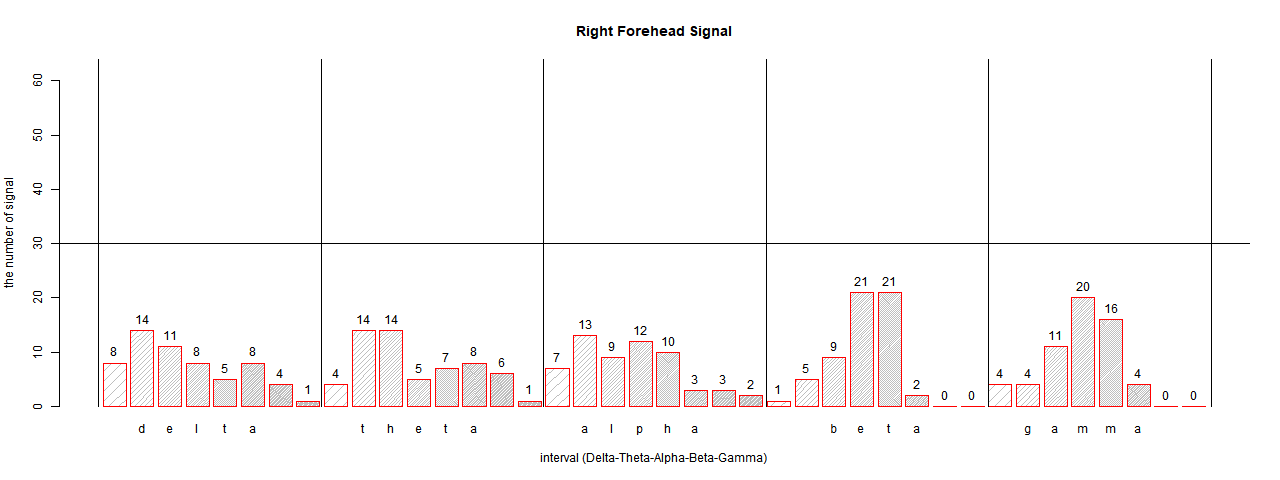 Right Forehead Signal
the number of signal
60
50
40
30
20
10
0
8 14 11 8 5 8 4 1 4 14 14 5 7 8 6 1 7 13 9 12 10 3 3 2 1 5 9 21 21 2 0 0 4 4 11 20 16 4 0 0
d e l t a t h e t a a l p h a b e t a g a m m a
interval (Delta-Theta-Alpha-Beta-Gamma)